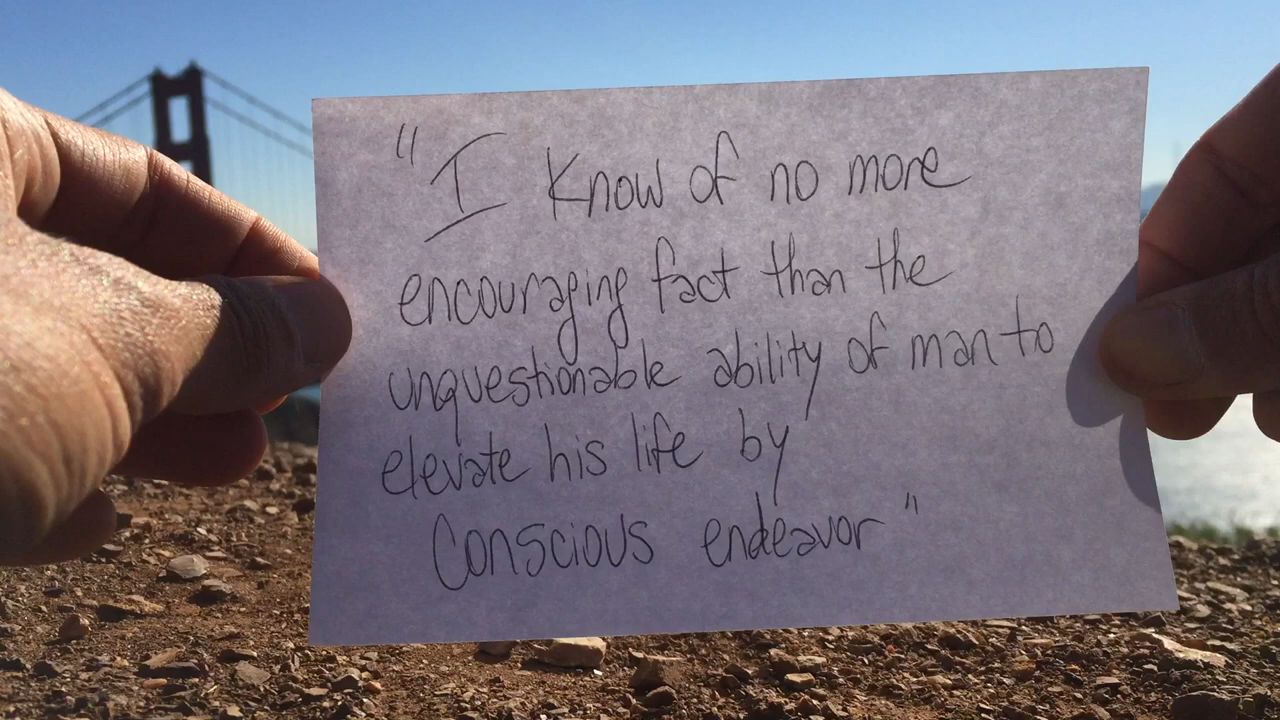 "I know of no more
encouraging fact than the
unquestionable ability of man to
elevate his life by
Conscious endeavor"